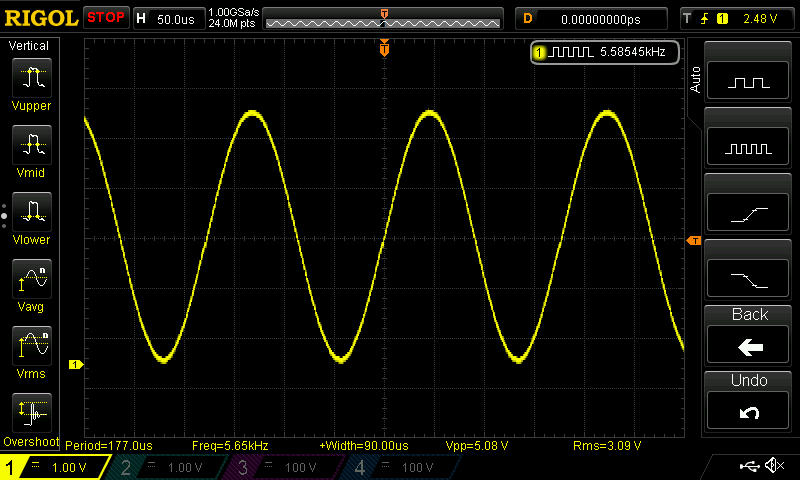 RIGOL STOP H 50.0us 1.00GSa/s 24.0M pts T D 0.00000000ps T 1 2.48 V
Vertical
T
1 5.58545kHz
Auto
Vupper
Vmid
Vlower
T
n
Vavg
Back
n
Vrms
1
Undo
Overshoot
Period=177.0us Freq=5.65kHz +Width=90.00us Vpp=5.08 V Rms=3.09 V
1 1.00 V 2 1.00 V 3 100 V 4 100 V